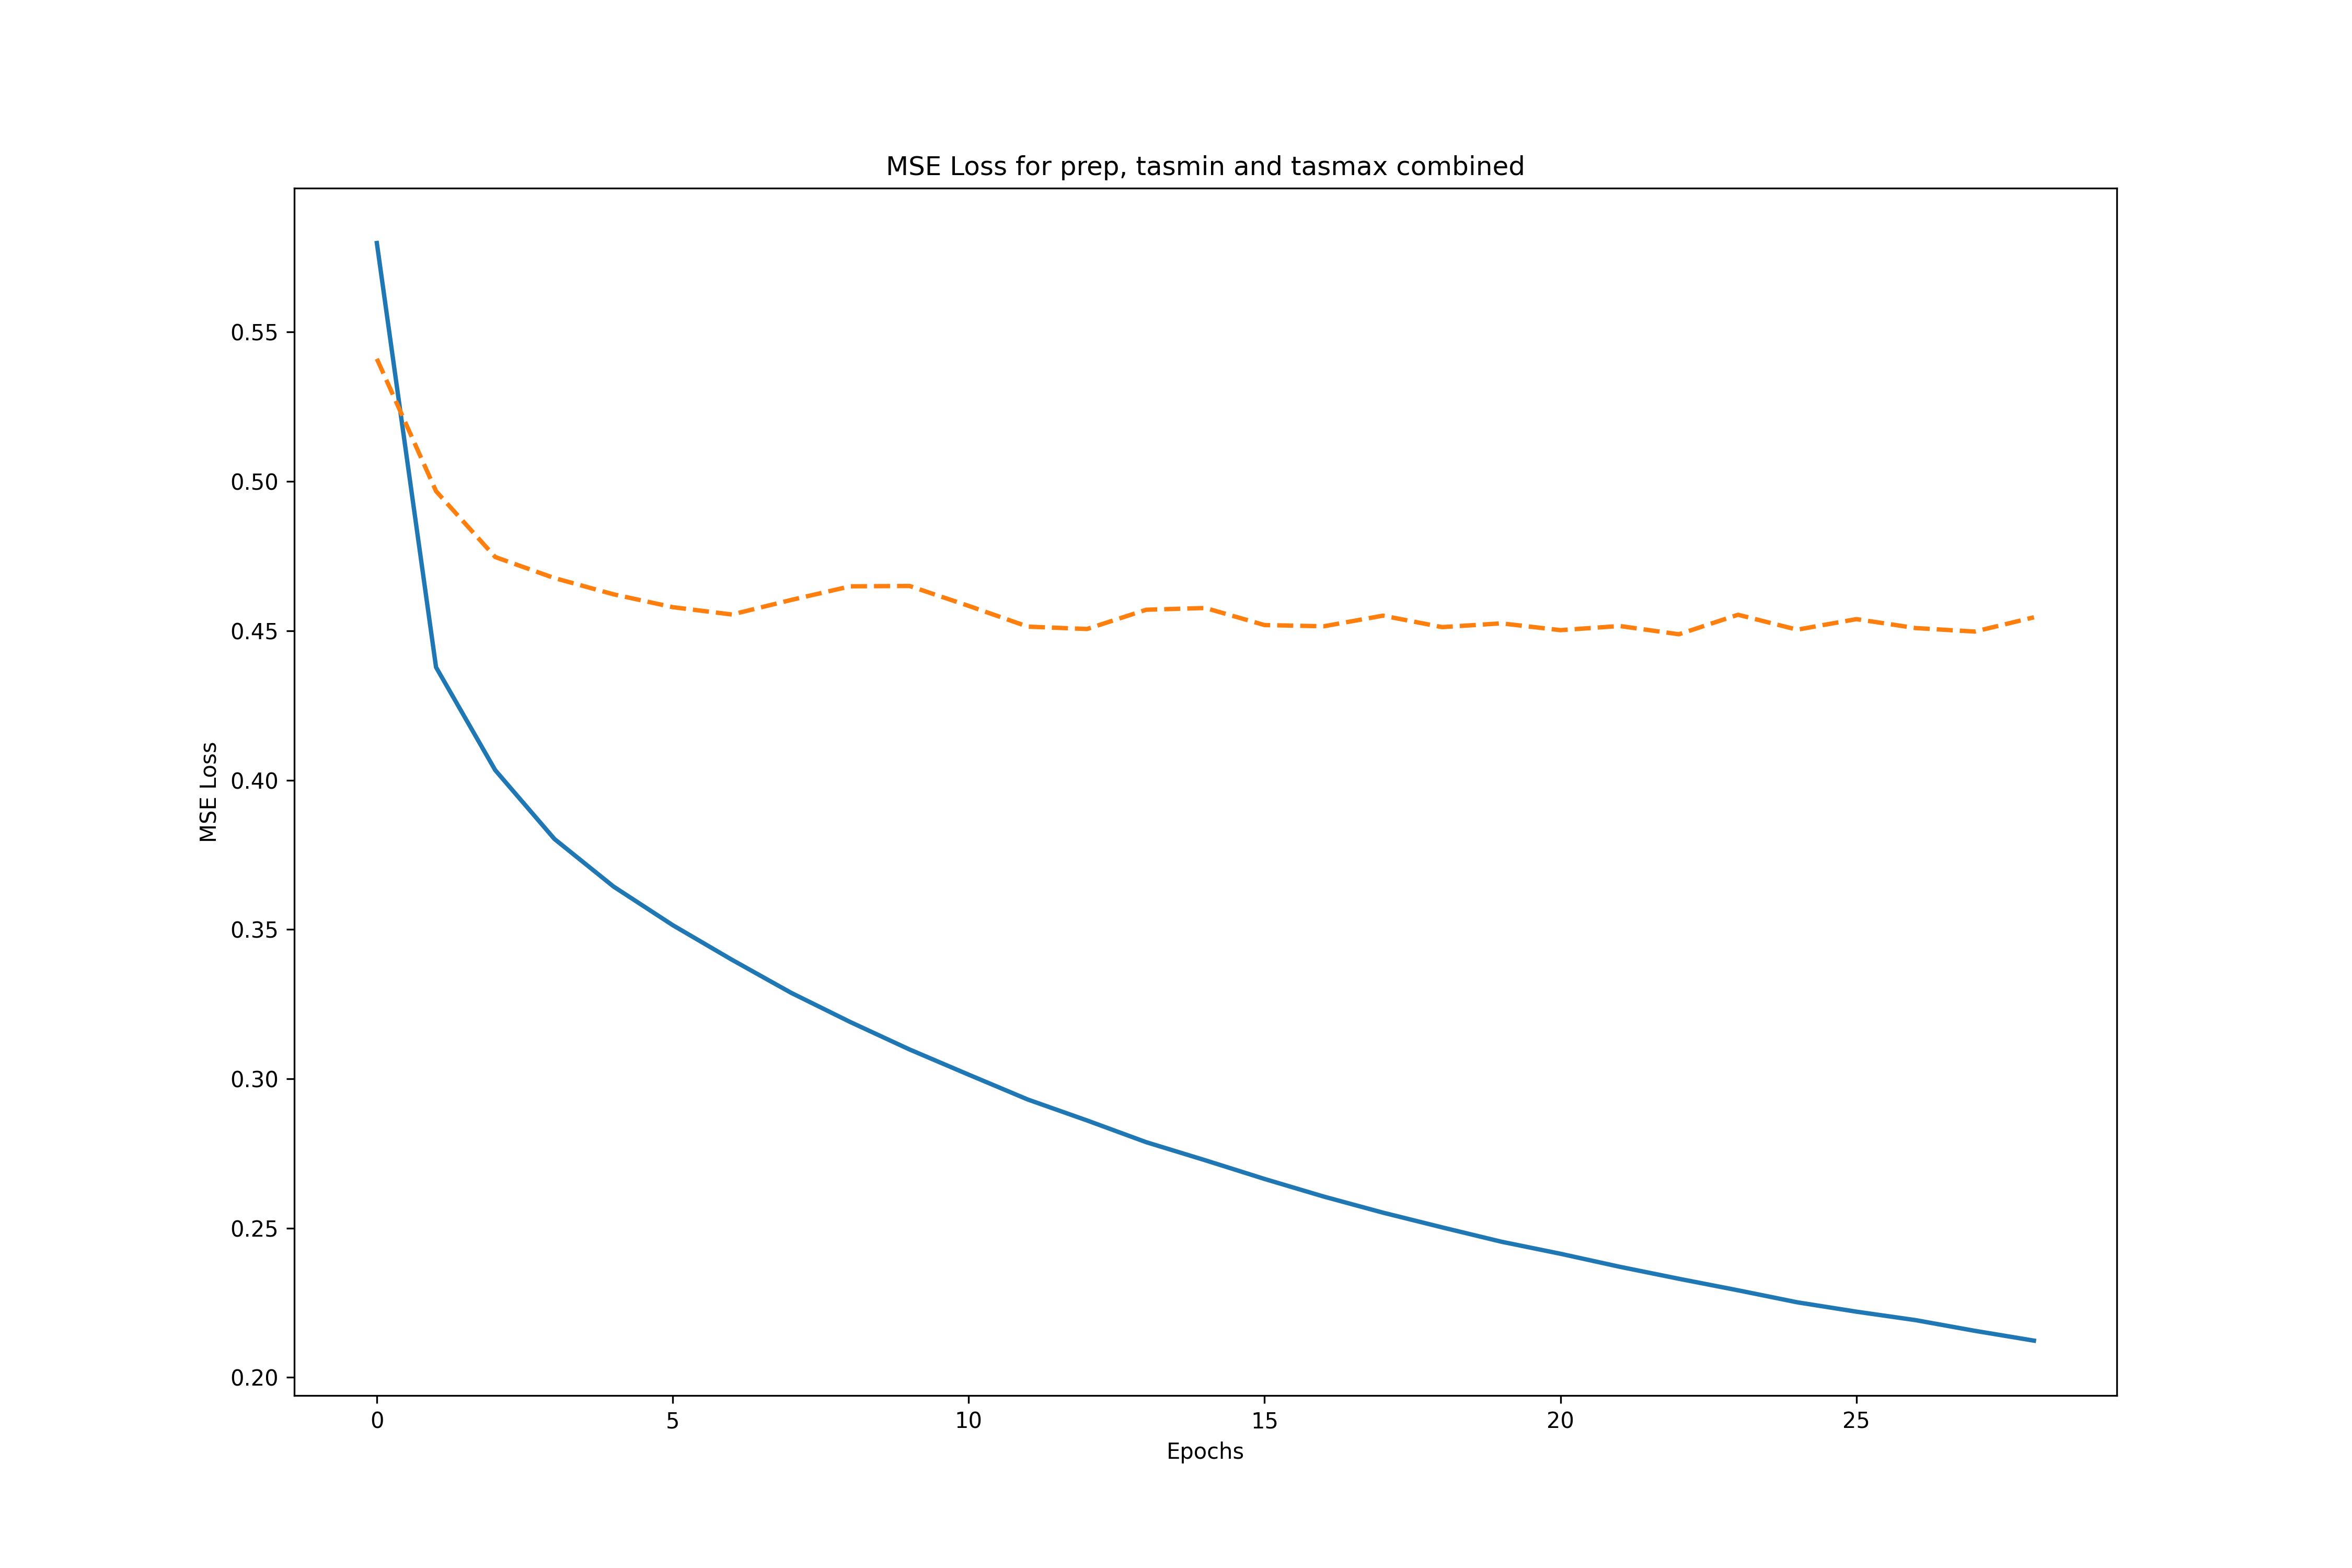 MSE Loss for prep, tasmin and tasmax combined
MSE Loss
0.55
0.50
0.45
0.40
0.35
0.30
0.25
0.20
0 5 10 15 20 25
Epochs